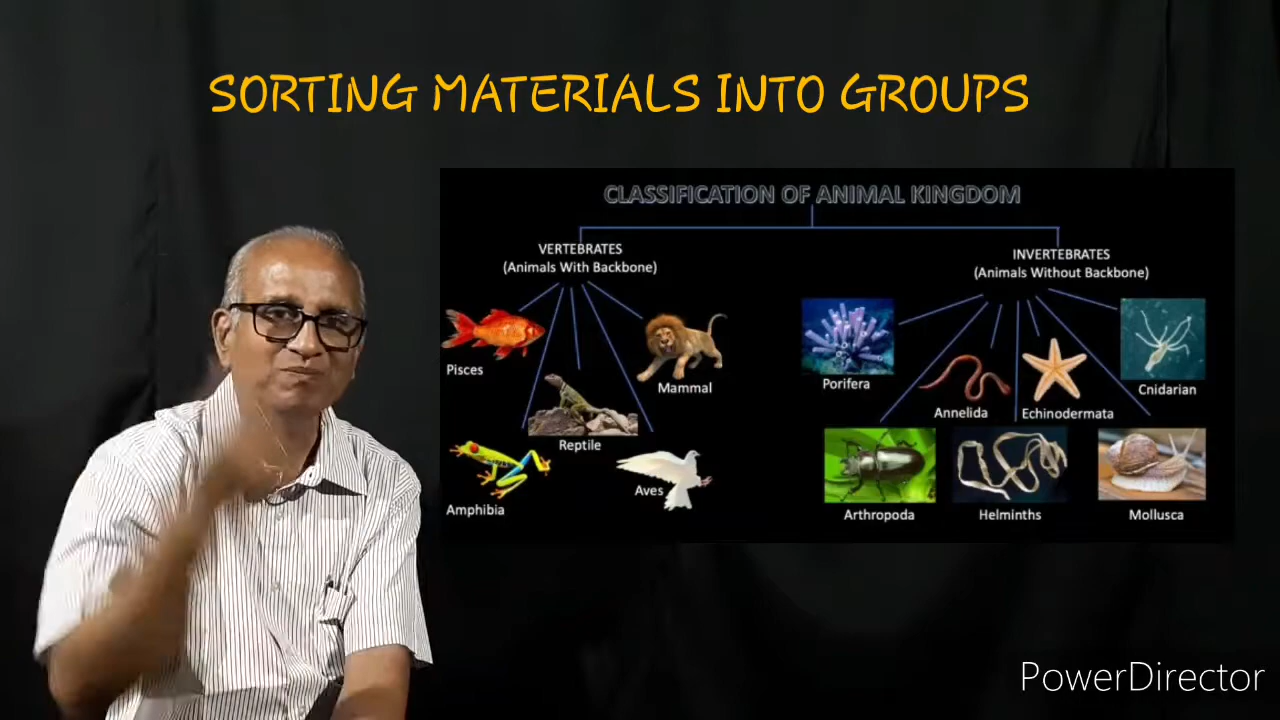 SORTING MATERIALS INTO GROUPS
CLASSIFICATION OF ANIMAL KINGDOM
VERTEBRATES
(Animals With Backbone)
INVERTEBRATES
(Animals Without Backbone)
Pisces
Mammal
Reptile
Amphibia
Aves
Porifera
Annelida
Echinodermata
Cnidarian
Arthropoda
Helminths
Mollusca
PowerDirector